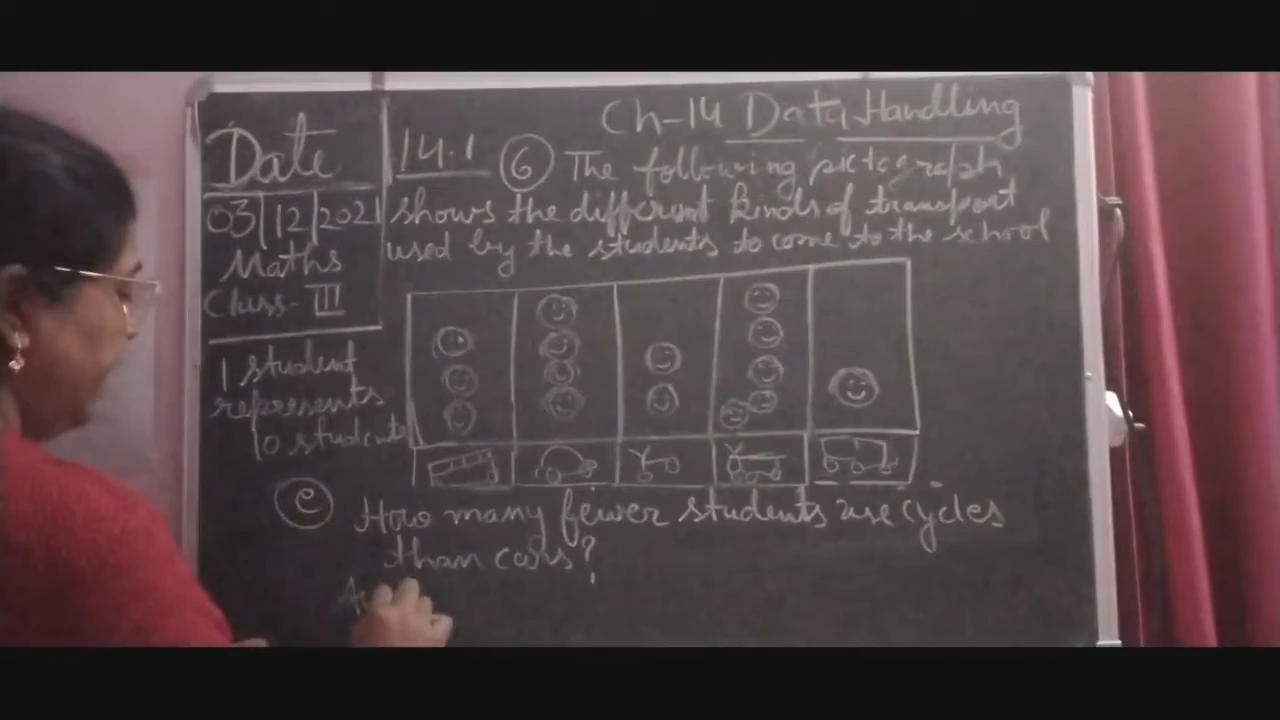 Ch-14 Data Handling
Date
03/12/2021
Maths
Class-III
1 student
represents
10 students
14.1 6 The following pictograph
shows the different kinds of transport
used by the students to come to the school
e How many fewer students use cycles
than cars?